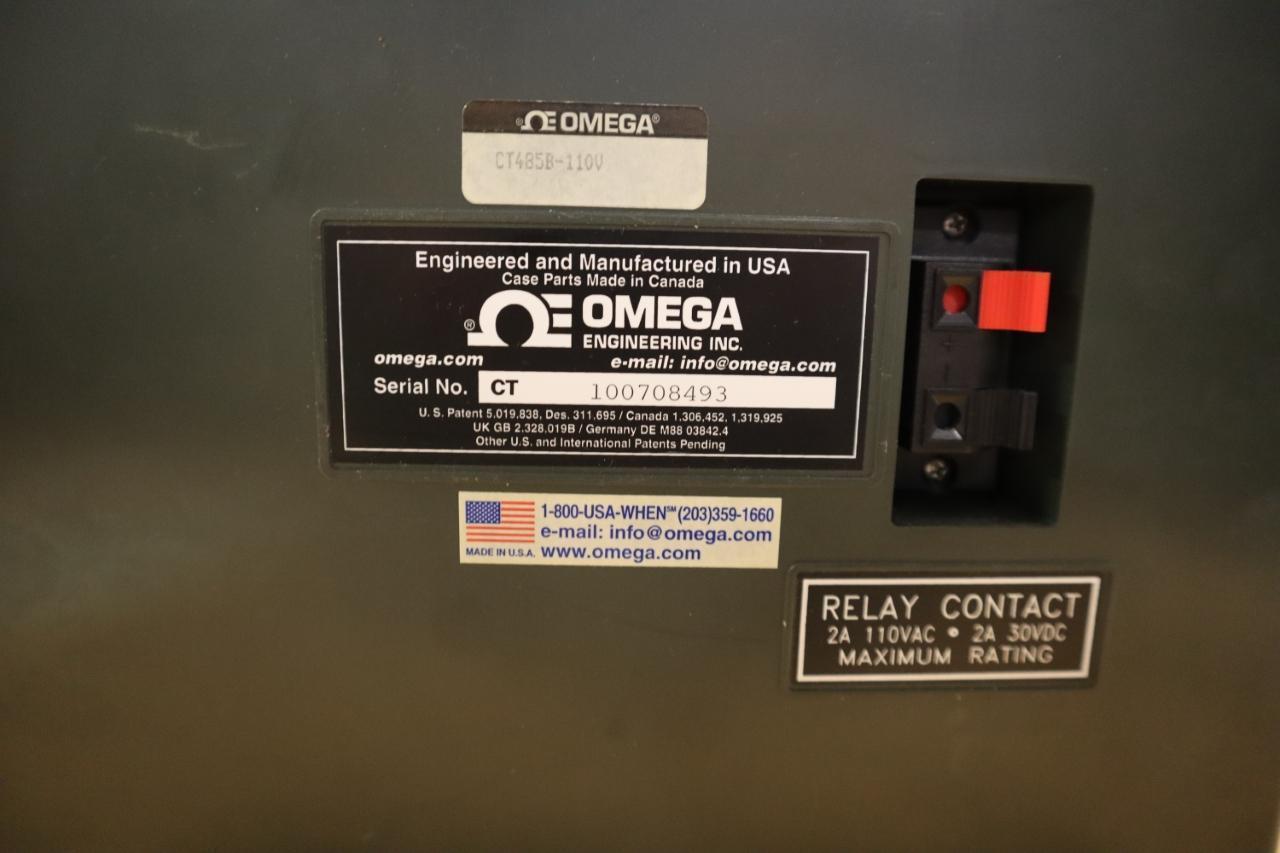 ® OMEGA®
CT485B-110V
Engineered and Manufactured in USA
Case Parts Made in Canada
® OMEGA
ENGINEERING INC.
omega.com e-mail: info@omega.com
Serial No. CT 100708493
U.S. Patent 5,019,838, Des. 311,695 / Canada 1,306,452, 1,319,925
UK GB 2.328.019B / Germany DE M88 03842.4
Other U.S. and International Patents Pending
1-800-USA-WHEN℠ (203)359-1660
e-mail: info@omega.com
MADE IN U.S.A. www.omega.com
+
-
RELAY CONTACT
2A 110VAC • 2A 30VDC
MAXIMUM RATING